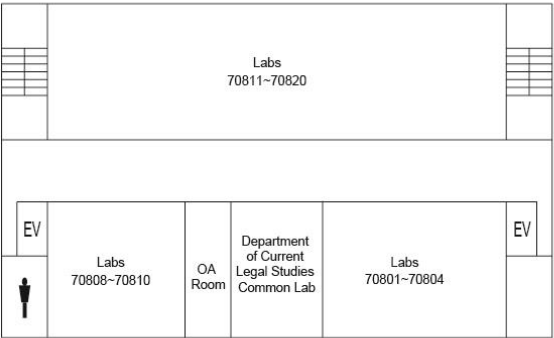 Labs
70811~70820
EV
EV
Labs
70808~70810
OA
Room
Department
of Current
Legal Studies
Common Lab
Labs
70801~70804